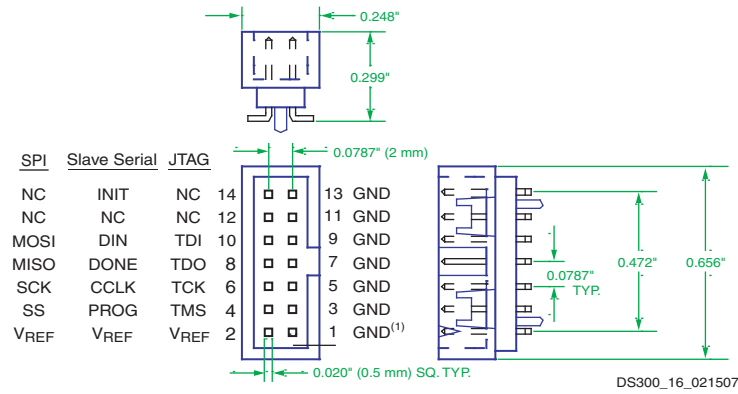 0.248"
0.299"
0.0787" (2 mm)
SPI Slave Serial JTAG
NC INIT NC 14 13 GND
NC NC NC 12 11 GND
MOSI DIN TDI 10 9 GND
MISO DONE TDO 8 7 GND
SCK CCLK TCK 6 5 GND
SS PROG TMS 4 3 GND
VREF VREF VREF 2 1 GND(1)
0.0787"
TYP.
0.472"
0.656"
0.020" (0.5 mm) SQ. TYP.
DS300_16_021507